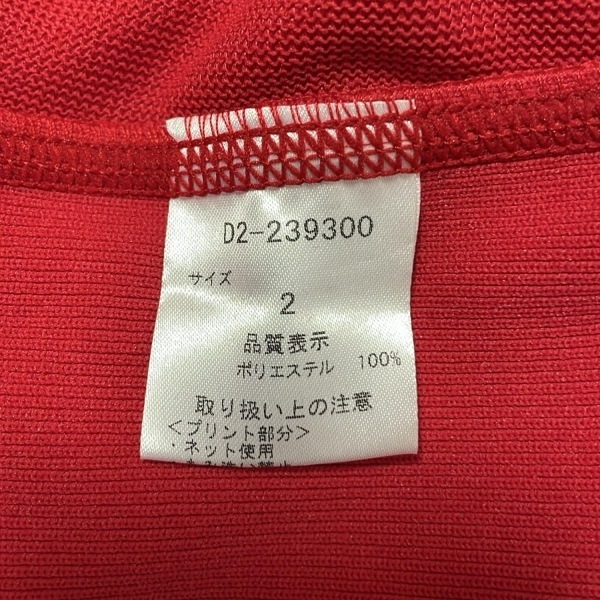 D2-239300
サイズ
2
品質表示
ポリエステル 100%
取り扱い上の注意
<プリント部分>
・ネット使用